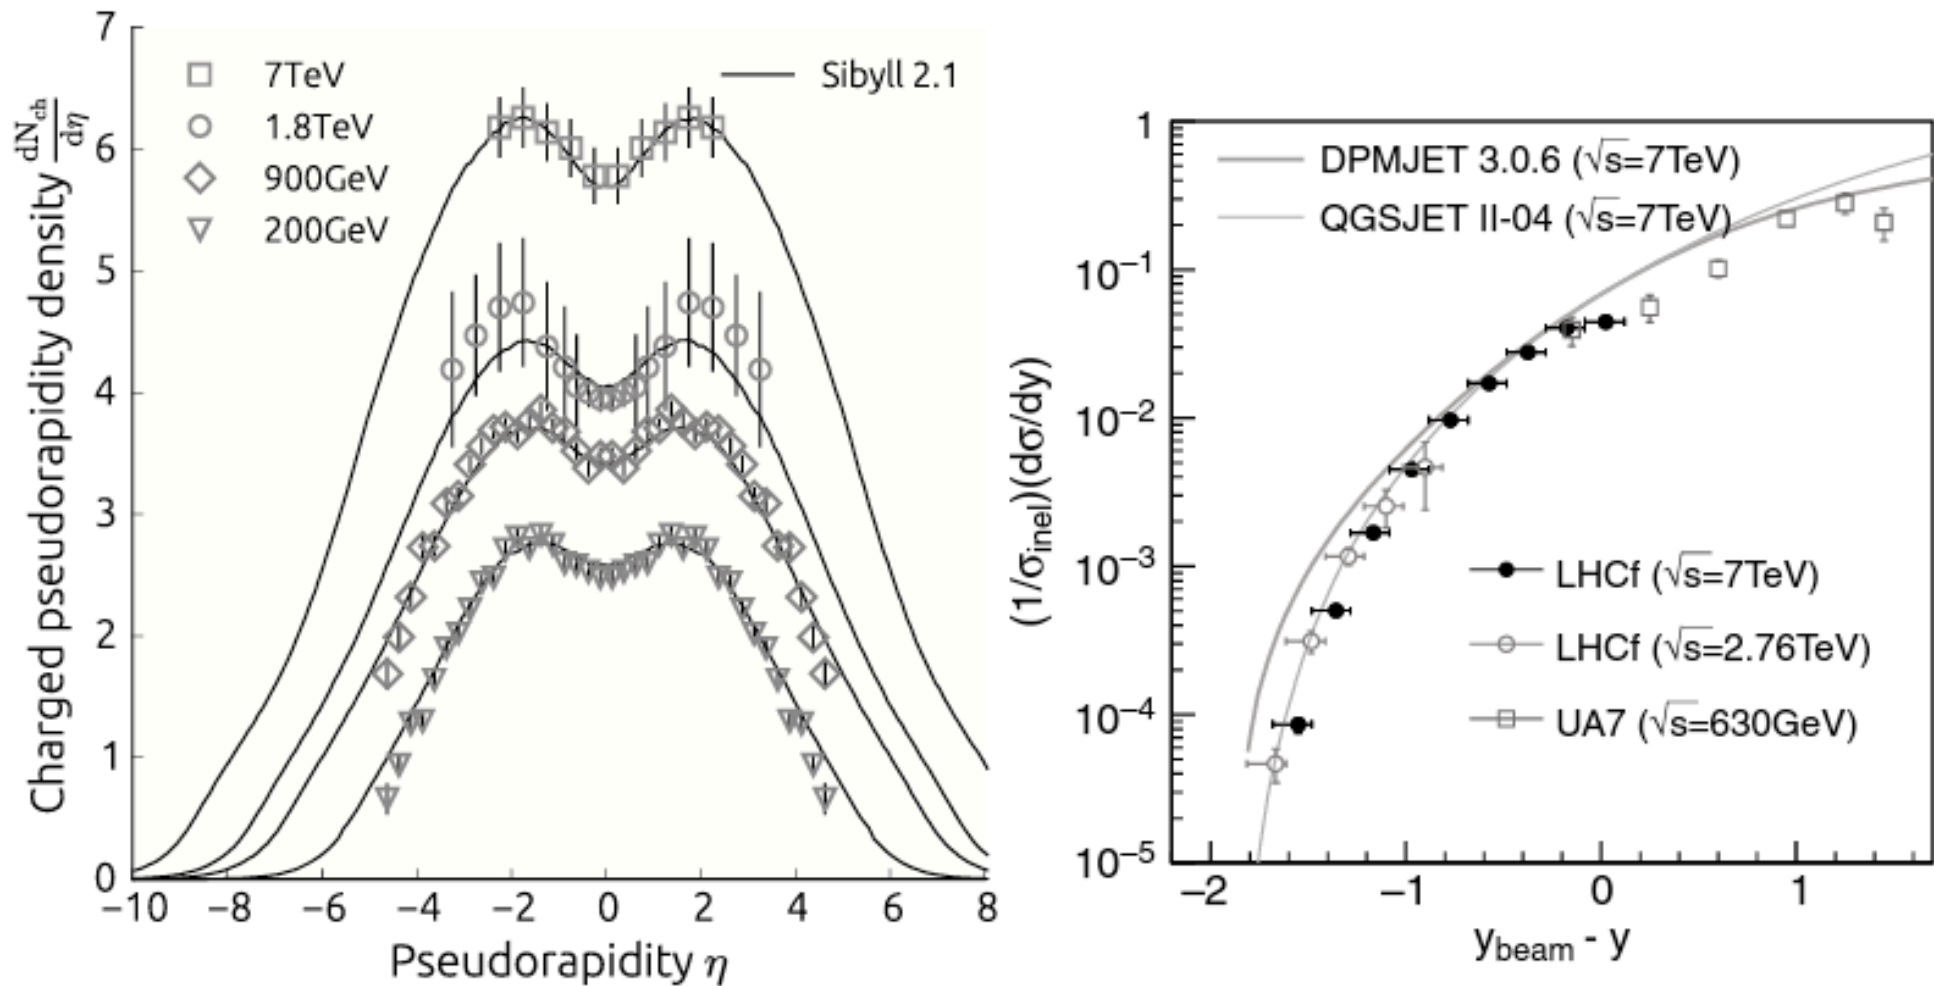 7
6
5
4
3
2
1
0
−10
−8
−6
−4
−2
0
2
4
6
8
Charged pseudorapidity density dN_ch/dη
Pseudorapidity η
7TeV
1.8TeV
900GeV
200GeV
Sibyll 2.1
1
10⁻¹
10⁻²
10⁻³
10⁻⁴
10⁻⁵
−2
−1
0
1
(1/σ_inel)(dσ/dy)
y_beam - y
DPMJET 3.0.6 (√s=7TeV)
QGSJET II-04 (√s=7TeV)
LHCf (√s=7TeV)
LHCf (√s=2.76TeV)
UA7 (√s=630GeV)